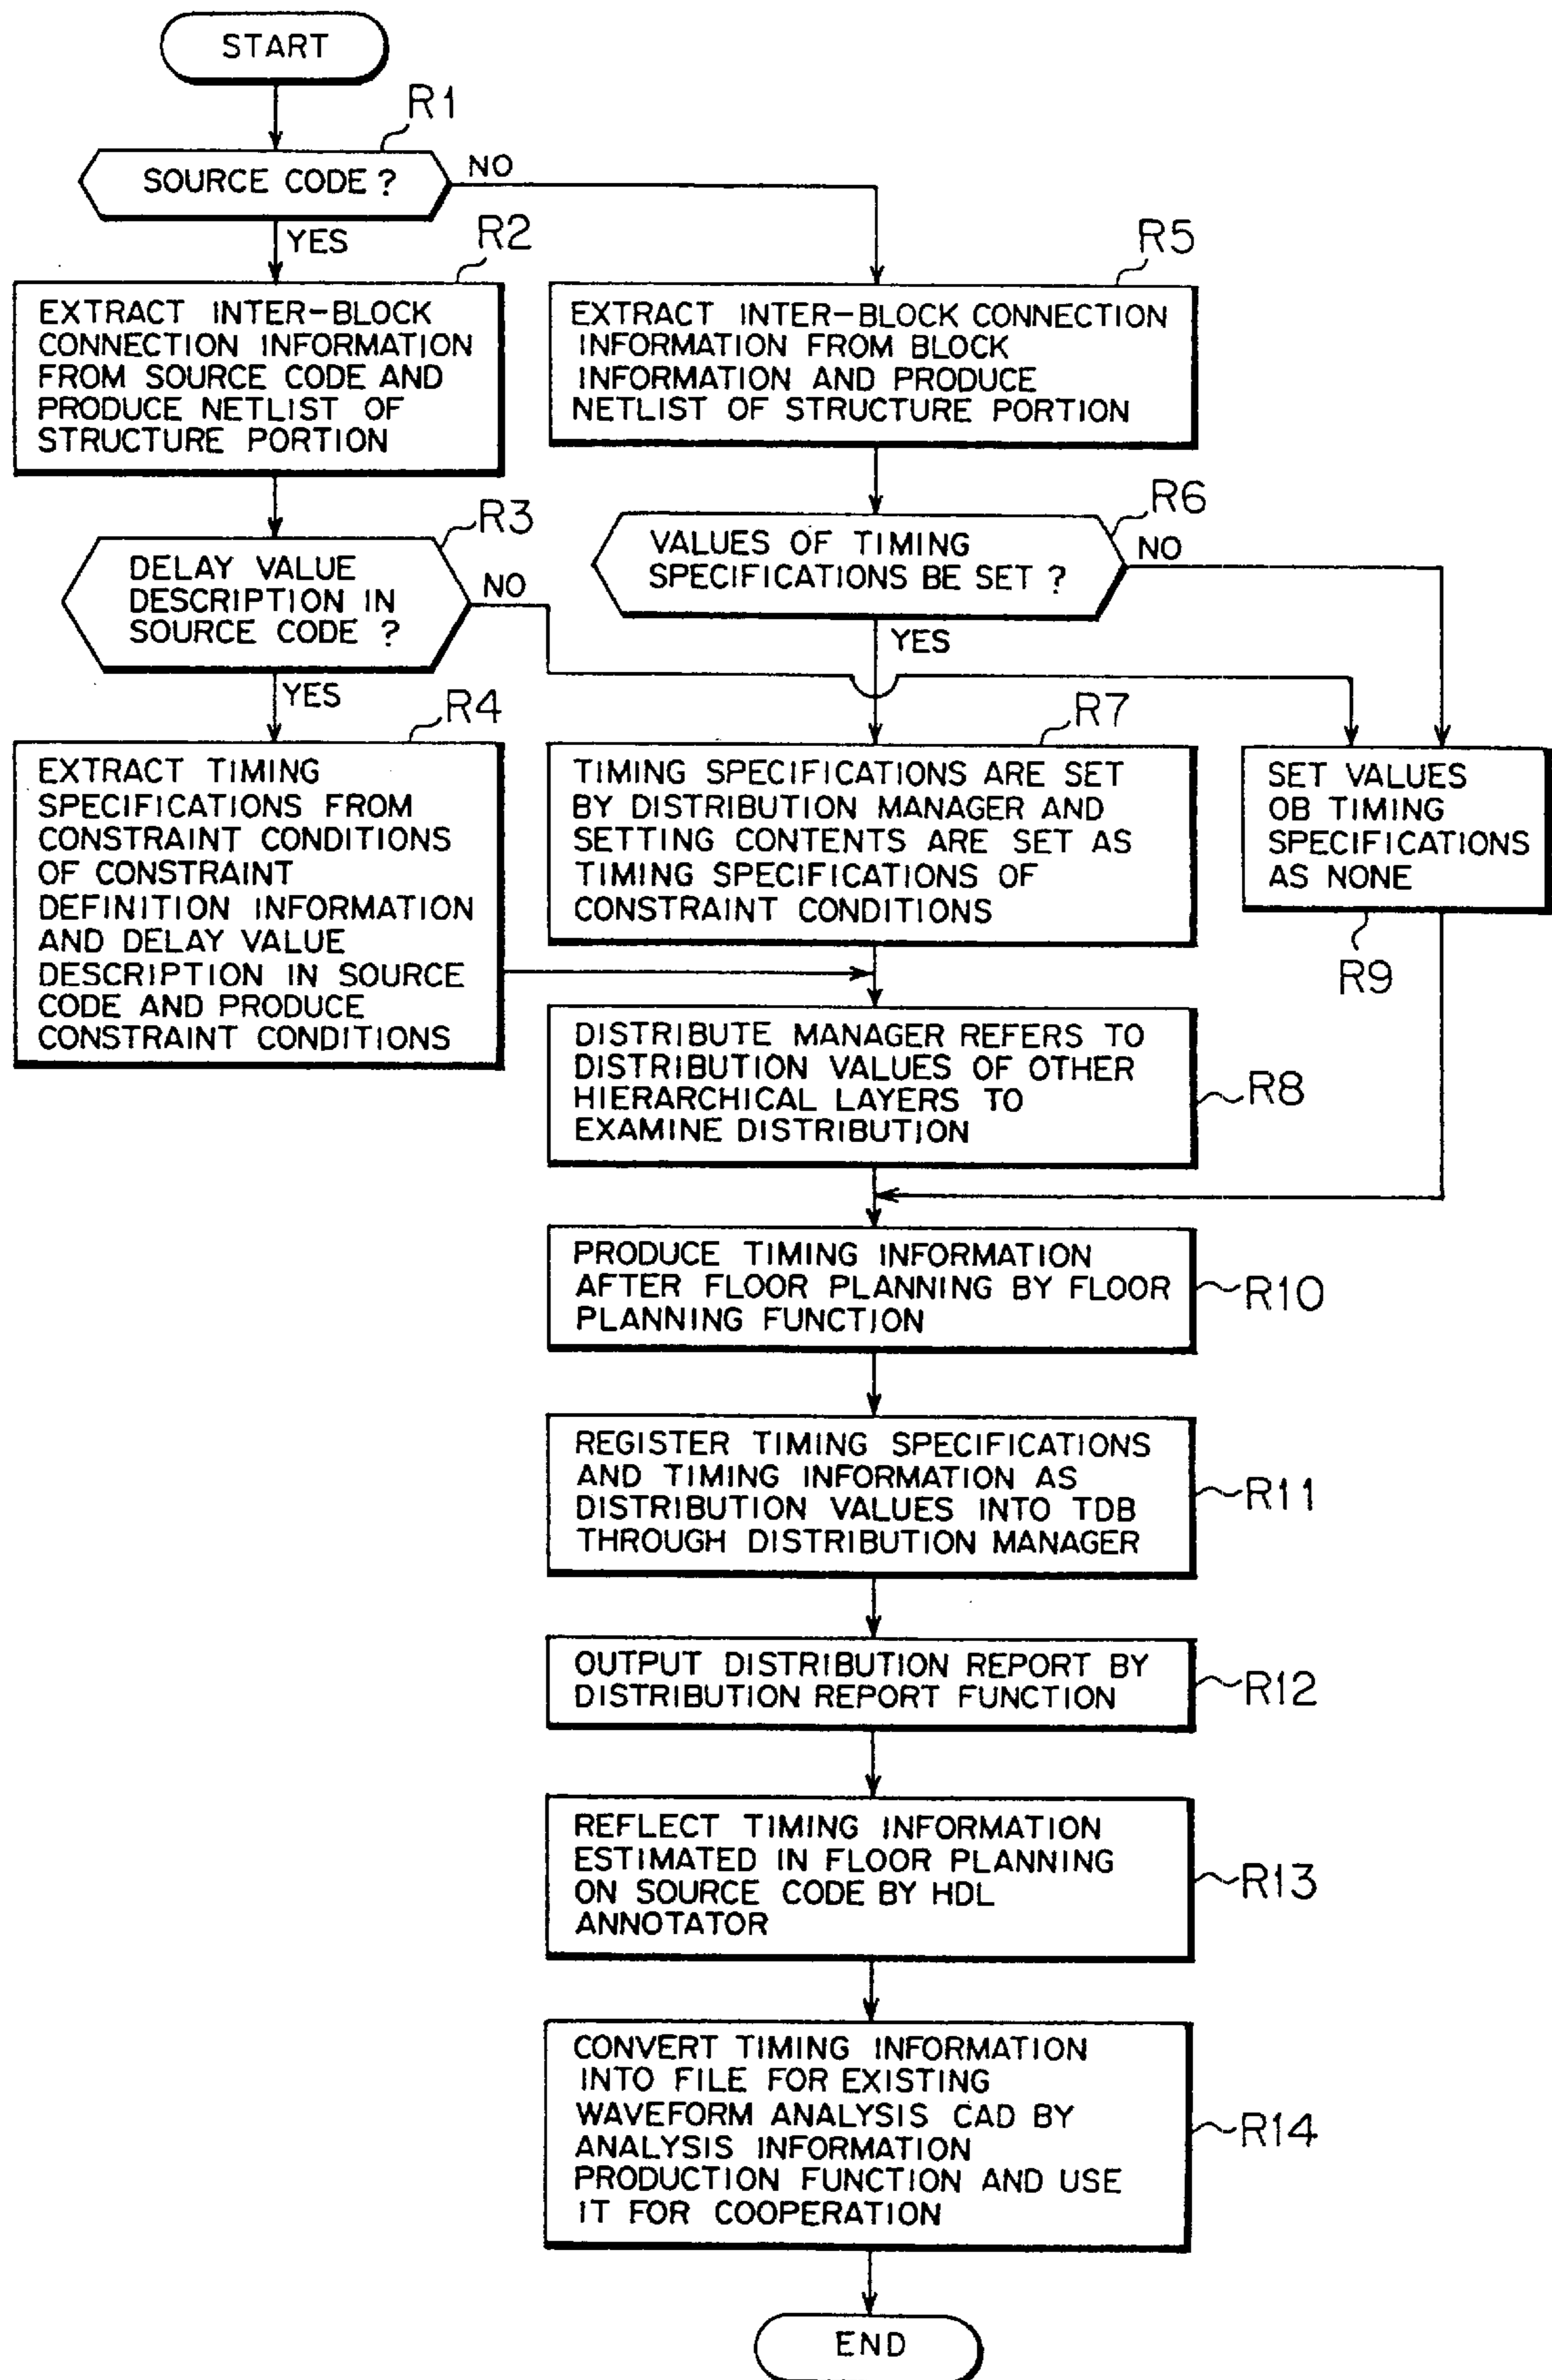 START
R1
SOURCE CODE ?
NO
YES
R2
EXTRACT INTER-BLOCK
CONNECTION INFORMATION
FROM SOURCE CODE AND
PRODUCE NETLIST OF
STRUCTURE PORTION
R5
EXTRACT INTER-BLOCK CONNECTION
INFORMATION FROM BLOCK
INFORMATION AND PRODUCE
NETLIST OF STRUCTURE PORTION
R3
DELAY VALUE
DESCRIPTION IN
SOURCE CODE ?
NO
YES
R6
VALUES OF TIMING
SPECIFICATIONS BE SET ?
NO
YES
R4
EXTRACT TIMING
SPECIFICATIONS FROM
CONSTRAINT CONDITIONS
OF CONSTRAINT
DEFINITION INFORMATION
AND DELAY VALUE
DESCRIPTION IN SOURCE
CODE AND PRODUCE
CONSTRAINT CONDITIONS
R7
TIMING SPECIFICATIONS ARE SET
BY DISTRIBUTION MANAGER AND
SETTING CONTENTS ARE SET AS
TIMING SPECIFICATIONS OF
CONSTRAINT CONDITIONS
SET VALUES
OB TIMING
SPECIFICATIONS
AS NONE
R9
DISTRIBUTE MANAGER REFERS TO
DISTRIBUTION VALUES OF OTHER
HIERARCHICAL LAYERS TO
EXAMINE DISTRIBUTION
R8
PRODUCE TIMING INFORMATION
AFTER FLOOR PLANNING BY FLOOR
PLANNING FUNCTION
R10
REGISTER TIMING SPECIFICATIONS
AND TIMING INFORMATION AS
DISTRIBUTION VALUES INTO TDB
THROUGH DISTRIBUTION MANAGER
R11
OUTPUT DISTRIBUTION REPORT BY
DISTRIBUTION REPORT FUNCTION
R12
REFLECT TIMING INFORMATION
ESTIMATED IN FLOOR PLANNING
ON SOURCE CODE BY HDL
ANNOTATOR
R13
CONVERT TIMING INFORMATION
INTO FILE FOR EXISTING
WAVEFORM ANALYSIS CAD BY
ANALYSIS INFORMATION
PRODUCTION FUNCTION AND USE
IT FOR COOPERATION
R14
END